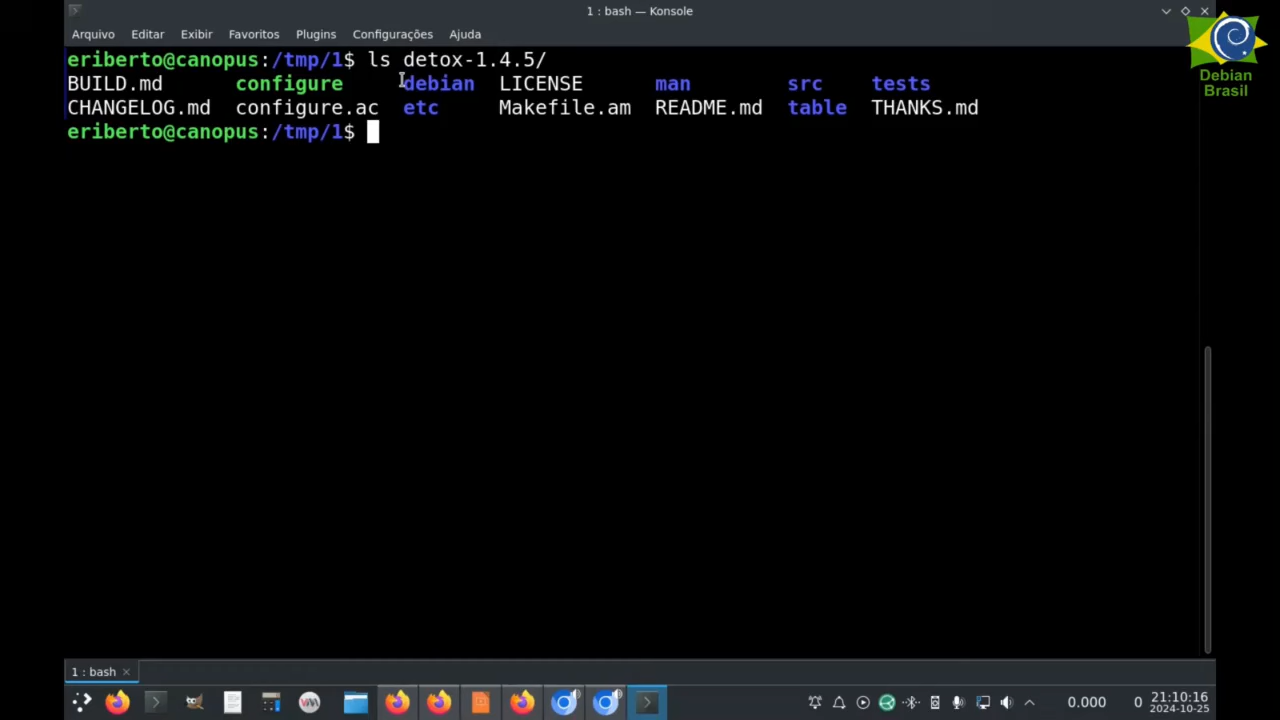 1 : bash — Konsole
Arquivo Editar Exibir Favoritos Plugins Configurações Ajuda
eriberto@canopus:/tmp/1$ ls detox-1.4.5/
BUILD.md configure debian LICENSE man src tests
CHANGELOG.md configure.ac etc Makefile.am README.md table THANKS.md
eriberto@canopus:/tmp/1$
Debian
Brasil
1 : bash
0.000 0 21:10:16
2024-10-25